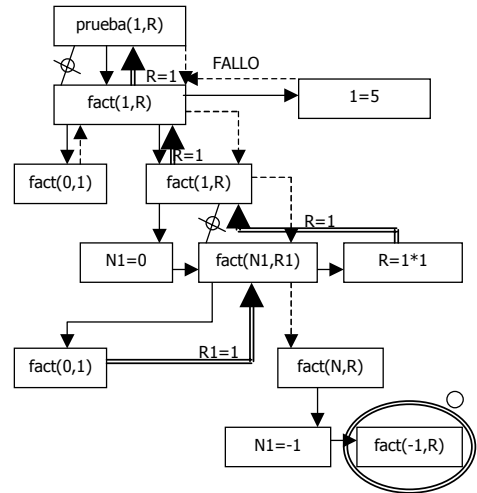 prueba(1,R)
FALLO
R=1
fact(1,R)
1=5
R=1
fact(0,1)
fact(1,R)
R=1
N1=0
fact(N1,R1)
R=1*1
fact(0,1)
R1=1
fact(N,R)
N1=-1
fact(-1,R)